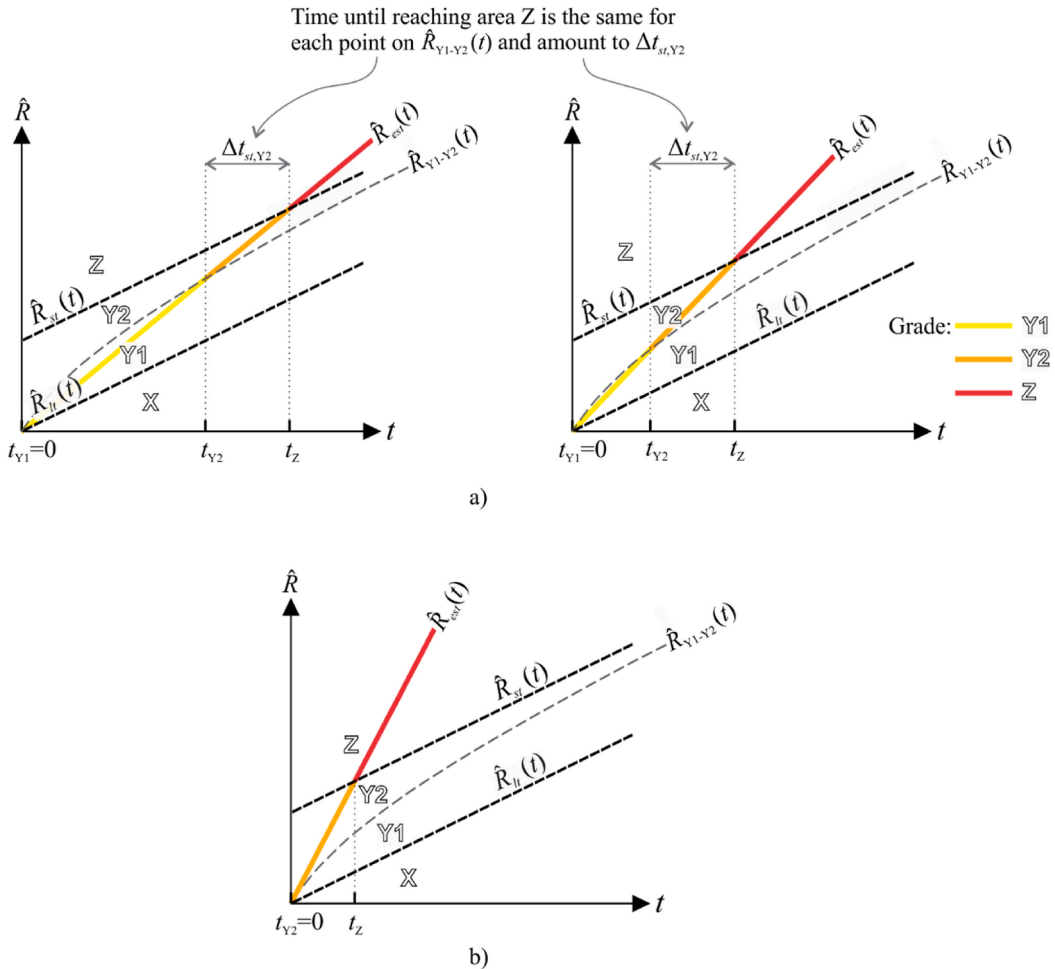 Time until reaching area Z is the same for
each point on R̂Y1-Y2(t) and amount to Δtst,Y2
R̂
Δtst,Y2
R̂est(t)
R̂Y1-Y2(t)
Z
R̂st(t)
Y2
Y1
R̂lt(t)
X
tY1=0
tY2
tZ
t
R̂
Δtst,Y2
R̂est(t)
R̂Y1-Y2(t)
Z
R̂st(t)
Y2
R̂lt(t)
Y1
X
tY1=0
tY2
tZ
t
Grade:
Y1
Y2
Z
a)
R̂
R̂est(t)
R̂Y1-Y2(t)
R̂st(t)
Z
Y2
R̂lt(t)
Y1
X
tY2=0
tZ
t
b)